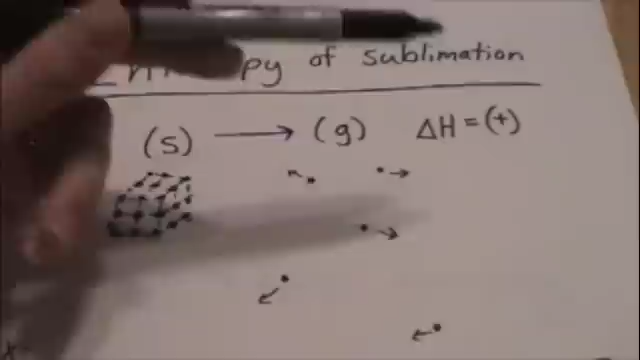 of sublimation
(s) ⟶ (g) ΔH = (+)